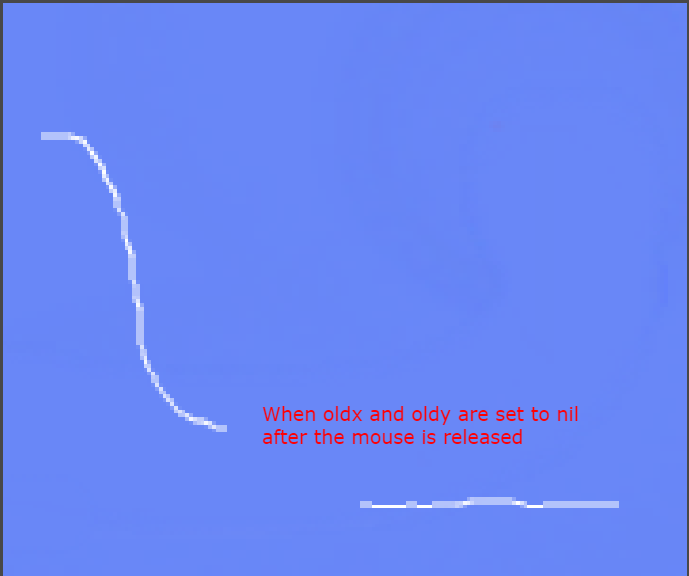 When oldx and oldy are set to nil
after the mouse is released